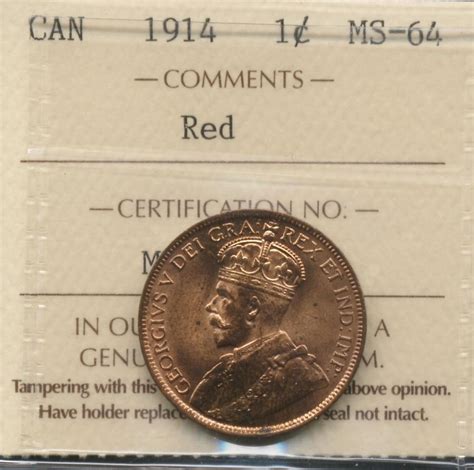 CAN 1914 1¢ MS-64
— COMMENTS —
Red
— CERTIFICATION NO. —
GEORGIVS V DEI GRA: REX ET IND: IMP:
IN A
Tampering with this above opinion.
Have holder seal not intact.